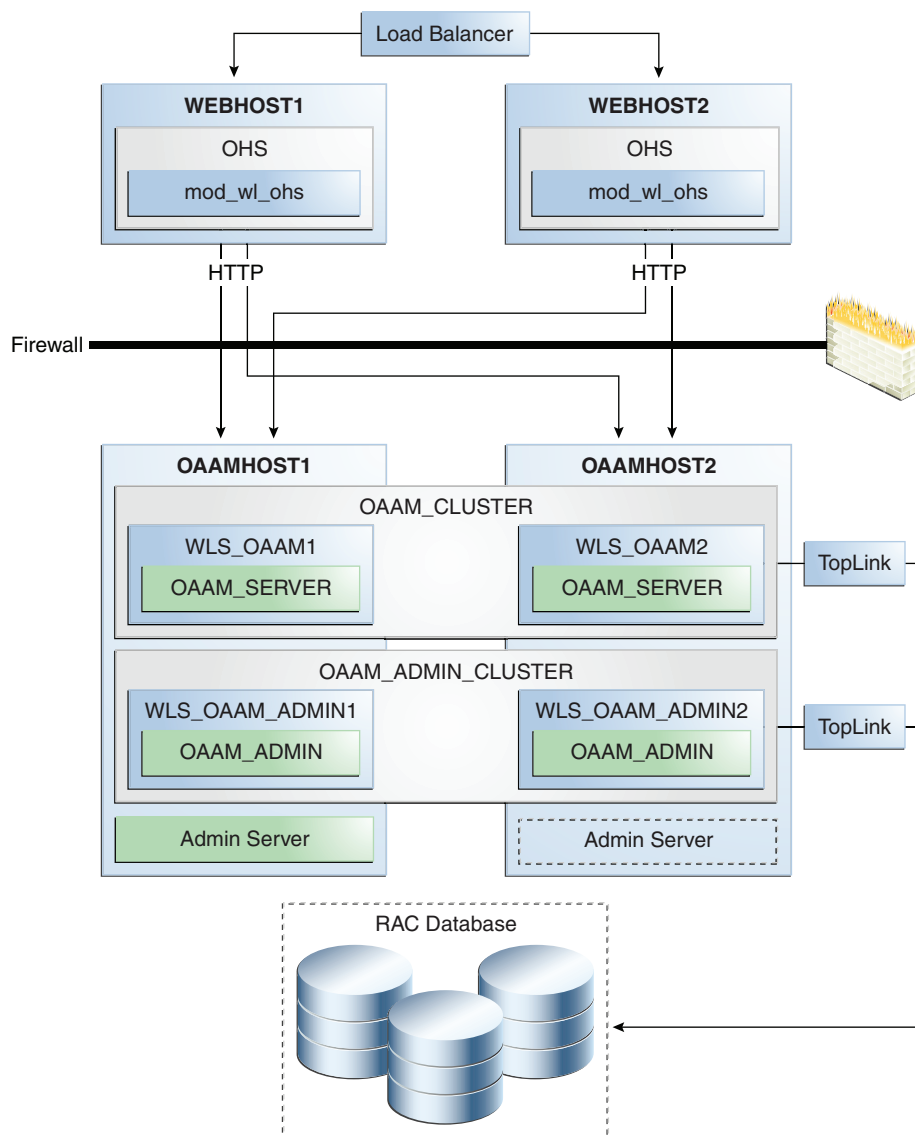 Load Balancer
WEBHOST1
WEBHOST2
OHS
OHS
mod_wl_ohs
mod_wl_ohs
HTTP
HTTP
Firewall
OAAMHOST1
OAAMHOST2
OAAM_CLUSTER
WLS_OAAM1
WLS_OAAM2
TopLink
OAAM_SERVER
OAAM_SERVER
OAAM_ADMIN_CLUSTER
WLS_OAAM_ADMIN1
WLS_OAAM_ADMIN2
TopLink
OAAM_ADMIN
OAAM_ADMIN
Admin Server
Admin Server
RAC Database